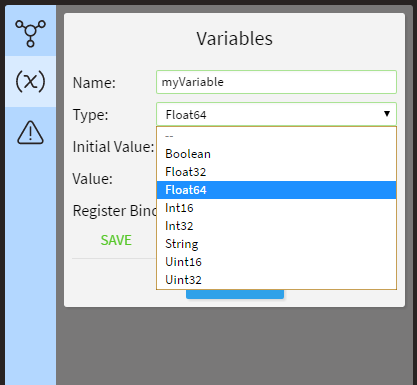 Variables
(x)
Name: myVariable
Type: Float64
--
Initial Value:
Boolean
Float32
Value:
Float64
Int16
Register Bind
Int32
SAVE
String
Uint16
Uint32